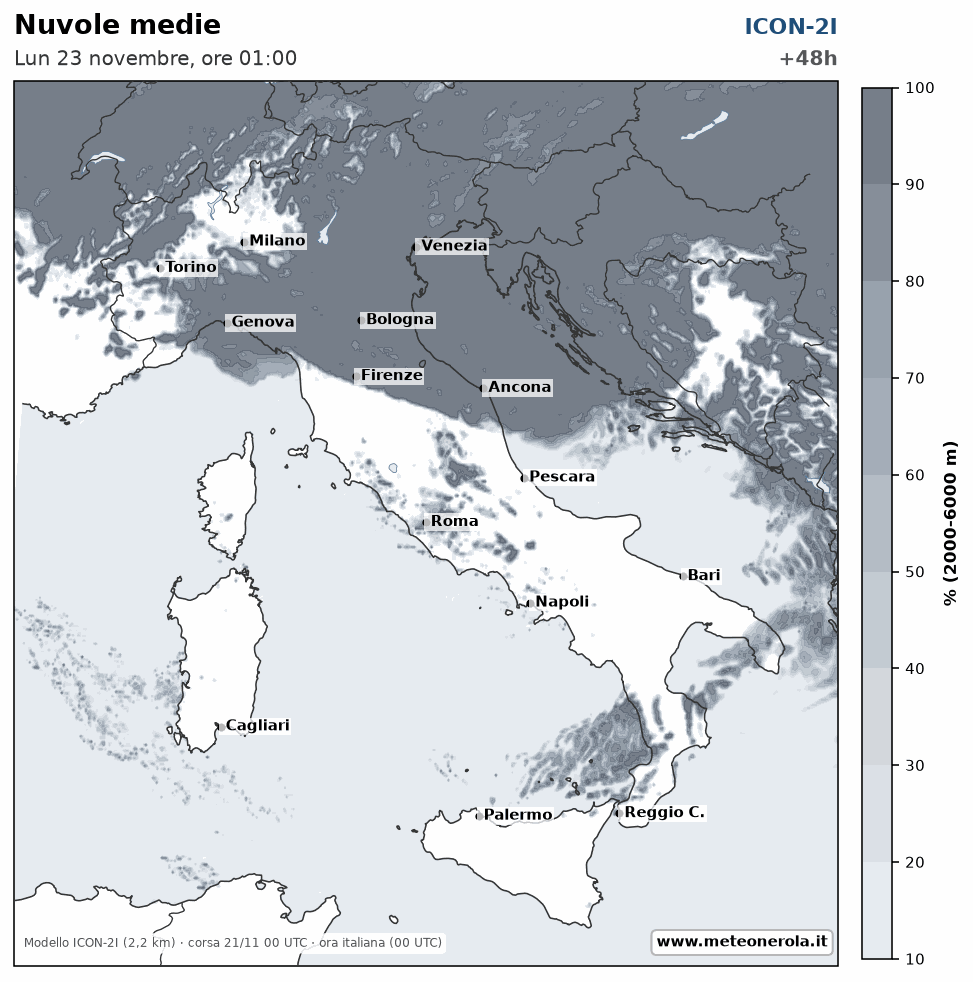 Nuvole medie
ICON-2I
Lun 23 novembre, ore 01:00
+48h
100
90
80
70
60
50
40
30
20
10
% (2000-6000 m)
Milano
Venezia
Torino
Genova
Bologna
Firenze
Ancona
Pescara
Roma
Bari
Napoli
Cagliari
Palermo
Reggio C.
Modello ICON-2I (2,2 km) · corsa 21/11 00 UTC · ora italiana (00 UTC)
www.meteonerola.it